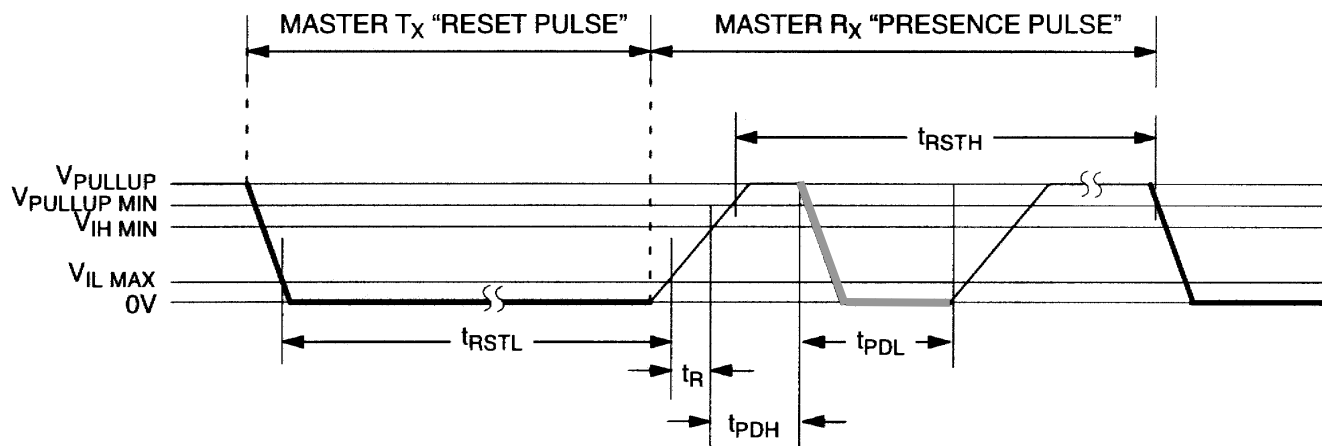 MASTER TX “RESET PULSE” MASTER RX “PRESENCE PULSE”
tRSTH
VPULLUP
VPULLUP MIN
VIH MIN
VIL MAX
0V
tRSTL
tPDL
tR
tPDH